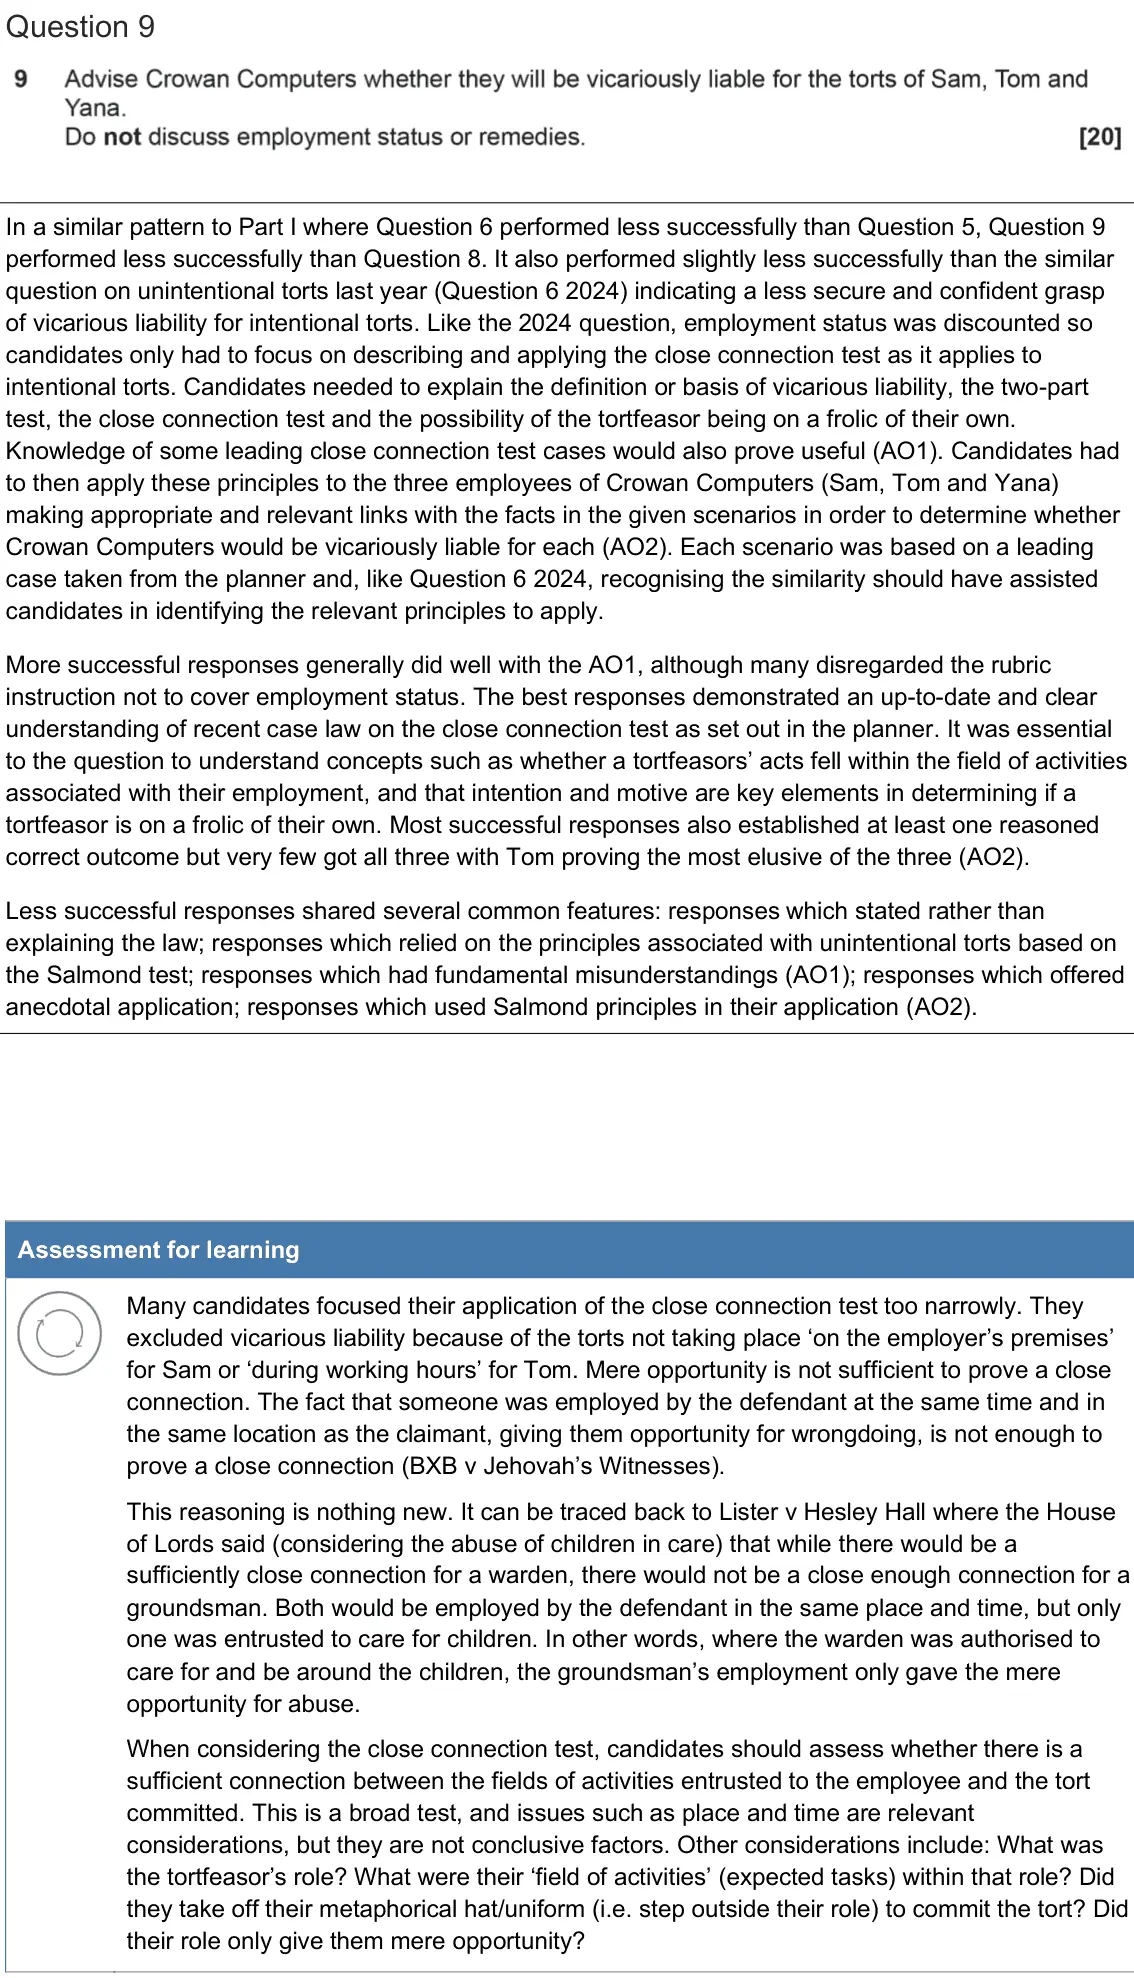 Question 9
9 Advise Crowan Computers whether they will be vicariously liable for the torts of Sam, Tom and
Yana.
Do not discuss employment status or remedies. [20]
In a similar pattern to Part I where Question 6 performed less successfully than Question 5, Question 9
performed less successfully than Question 8. It also performed slightly less successfully than the similar
question on unintentional torts last year (Question 6 2024) indicating a less secure and confident grasp
of vicarious liability for intentional torts. Like the 2024 question, employment status was discounted so
candidates only had to focus on describing and applying the close connection test as it applies to
intentional torts. Candidates needed to explain the definition or basis of vicarious liability, the two-part
test, the close connection test and the possibility of the tortfeasor being on a frolic of their own.
Knowledge of some leading close connection test cases would also prove useful (AO1). Candidates had
to then apply these principles to the three employees of Crowan Computers (Sam, Tom and Yana)
making appropriate and relevant links with the facts in the given scenarios in order to determine whether
Crowan Computers would be vicariously liable for each (AO2). Each scenario was based on a leading
case taken from the planner and, like Question 6 2024, recognising the similarity should have assisted
candidates in identifying the relevant principles to apply.
More successful responses generally did well with the AO1, although many disregarded the rubric
instruction not to cover employment status. The best responses demonstrated an up-to-date and clear
understanding of recent case law on the close connection test as set out in the planner. It was essential
to the question to understand concepts such as whether a tortfeasors’ acts fell within the field of activities
associated with their employment, and that intention and motive are key elements in determining if a
tortfeasor is on a frolic of their own. Most successful responses also established at least one reasoned
correct outcome but very few got all three with Tom proving the most elusive of the three (AO2).
Less successful responses shared several common features: responses which stated rather than
explaining the law; responses which relied on the principles associated with unintentional torts based on
the Salmond test; responses which had fundamental misunderstandings (AO1); responses which offered
anecdotal application; responses which used Salmond principles in their application (AO2).
Assessment for learning
Many candidates focused their application of the close connection test too narrowly. They
excluded vicarious liability because of the torts not taking place ‘on the employer’s premises’
for Sam or ‘during working hours’ for Tom. Mere opportunity is not sufficient to prove a close
connection. The fact that someone was employed by the defendant at the same time and in
the same location as the claimant, giving them opportunity for wrongdoing, is not enough to
prove a close connection (BXB v Jehovah’s Witnesses).
This reasoning is nothing new. It can be traced back to Lister v Hesley Hall where the House
of Lords said (considering the abuse of children in care) that while there would be a
sufficiently close connection for a warden, there would not be a close enough connection for a
groundsman. Both would be employed by the defendant in the same place and time, but only
one was entrusted to care for children. In other words, where the warden was authorised to
care for and be around the children, the groundsman’s employment only gave the mere
opportunity for abuse.
When considering the close connection test, candidates should assess whether there is a
sufficient connection between the fields of activities entrusted to the employee and the tort
committed. This is a broad test, and issues such as place and time are relevant
considerations, but they are not conclusive factors. Other considerations include: What was
the tortfeasor’s role? What were their ‘field of activities’ (expected tasks) within that role? Did
they take off their metaphorical hat/uniform (i.e. step outside their role) to commit the tort? Did
their role only give them mere opportunity?